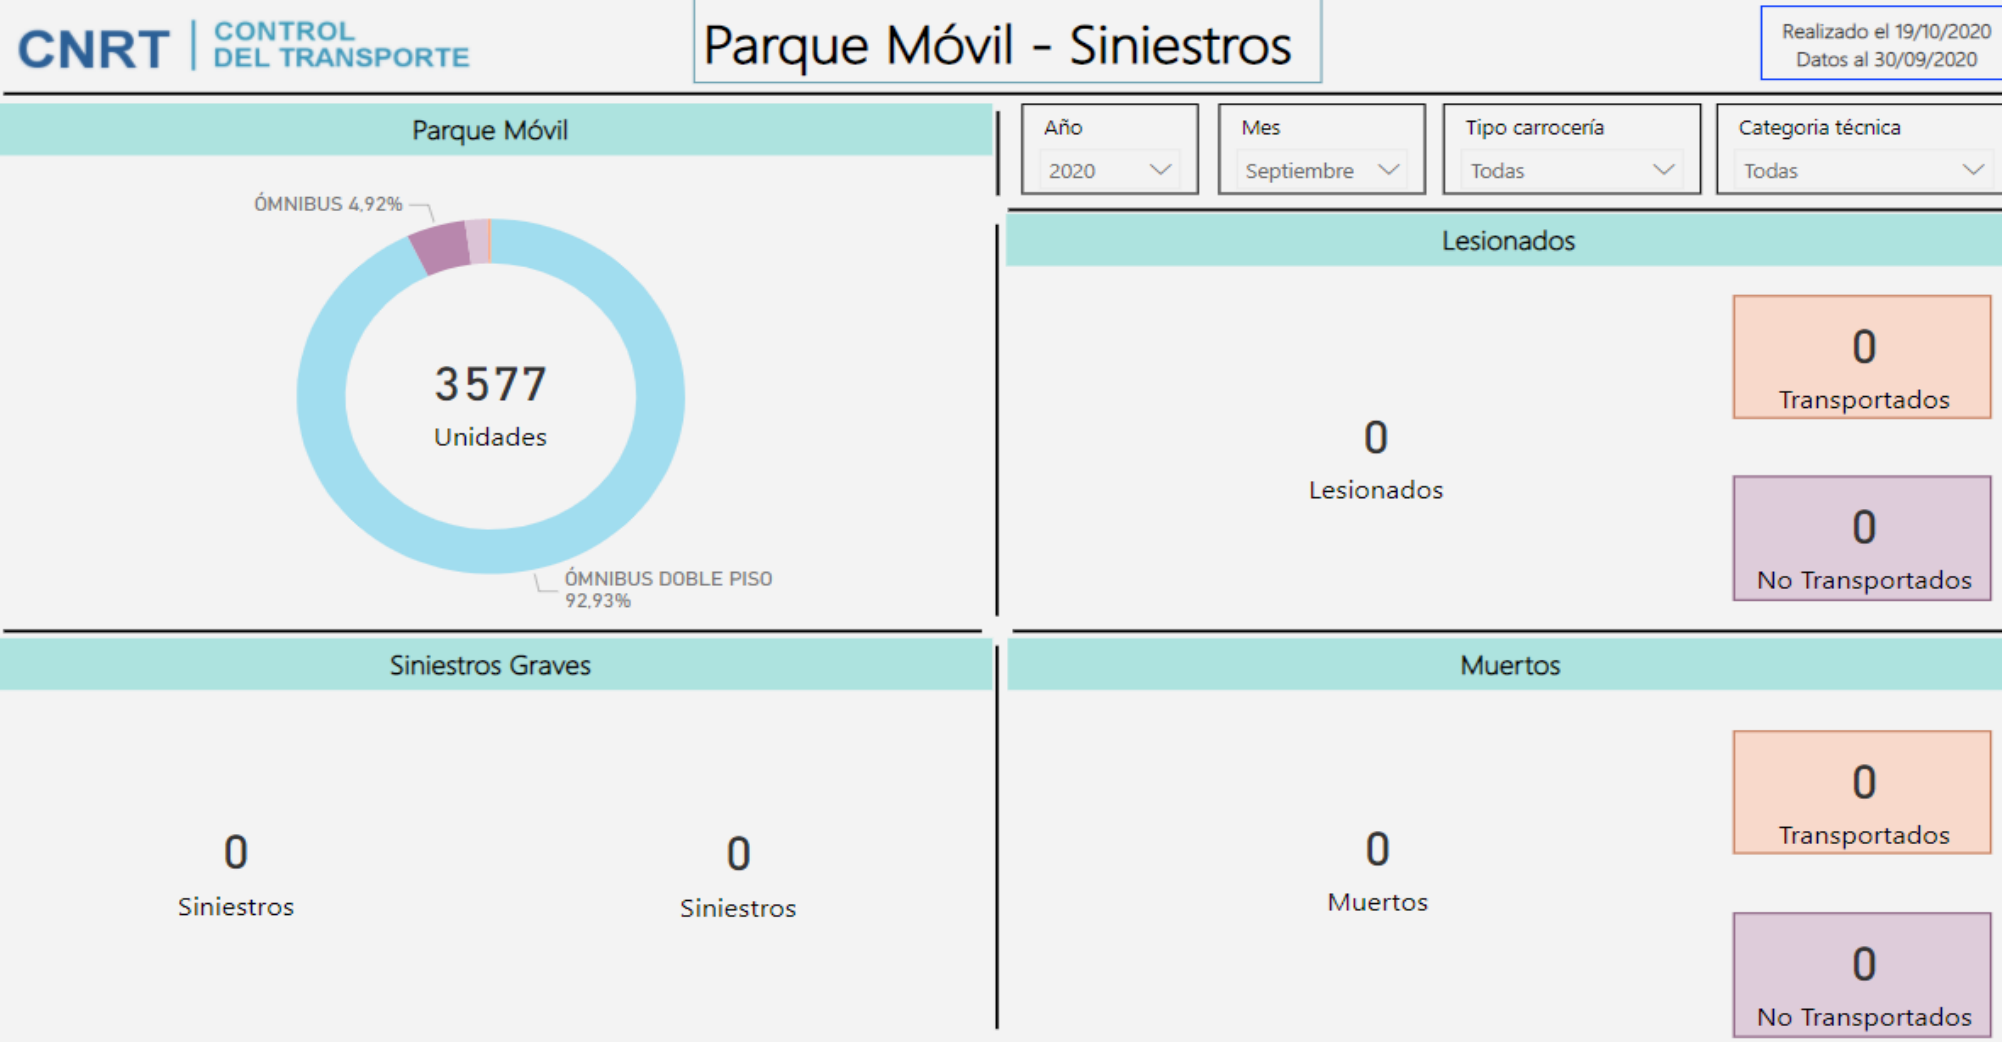 CNRT
CONTROL
DEL TRANSPORTE
Parque Móvil - Siniestros
Realizado el 19/10/2020
Datos al 30/09/2020
Parque Móvil
ÓMNIBUS 4,92%
3577
Unidades
ÓMNIBUS DOBLE PISO
92,93%
Año
2020
Mes
Septiembre
Tipo carrocería
Todas
Categoria técnica
Todas
Lesionados
0
Lesionados
0
Transportados
0
No Transportados
Siniestros Graves
0
Siniestros
0
Siniestros
Muertos
0
Muertos
0
Transportados
0
No Transportados